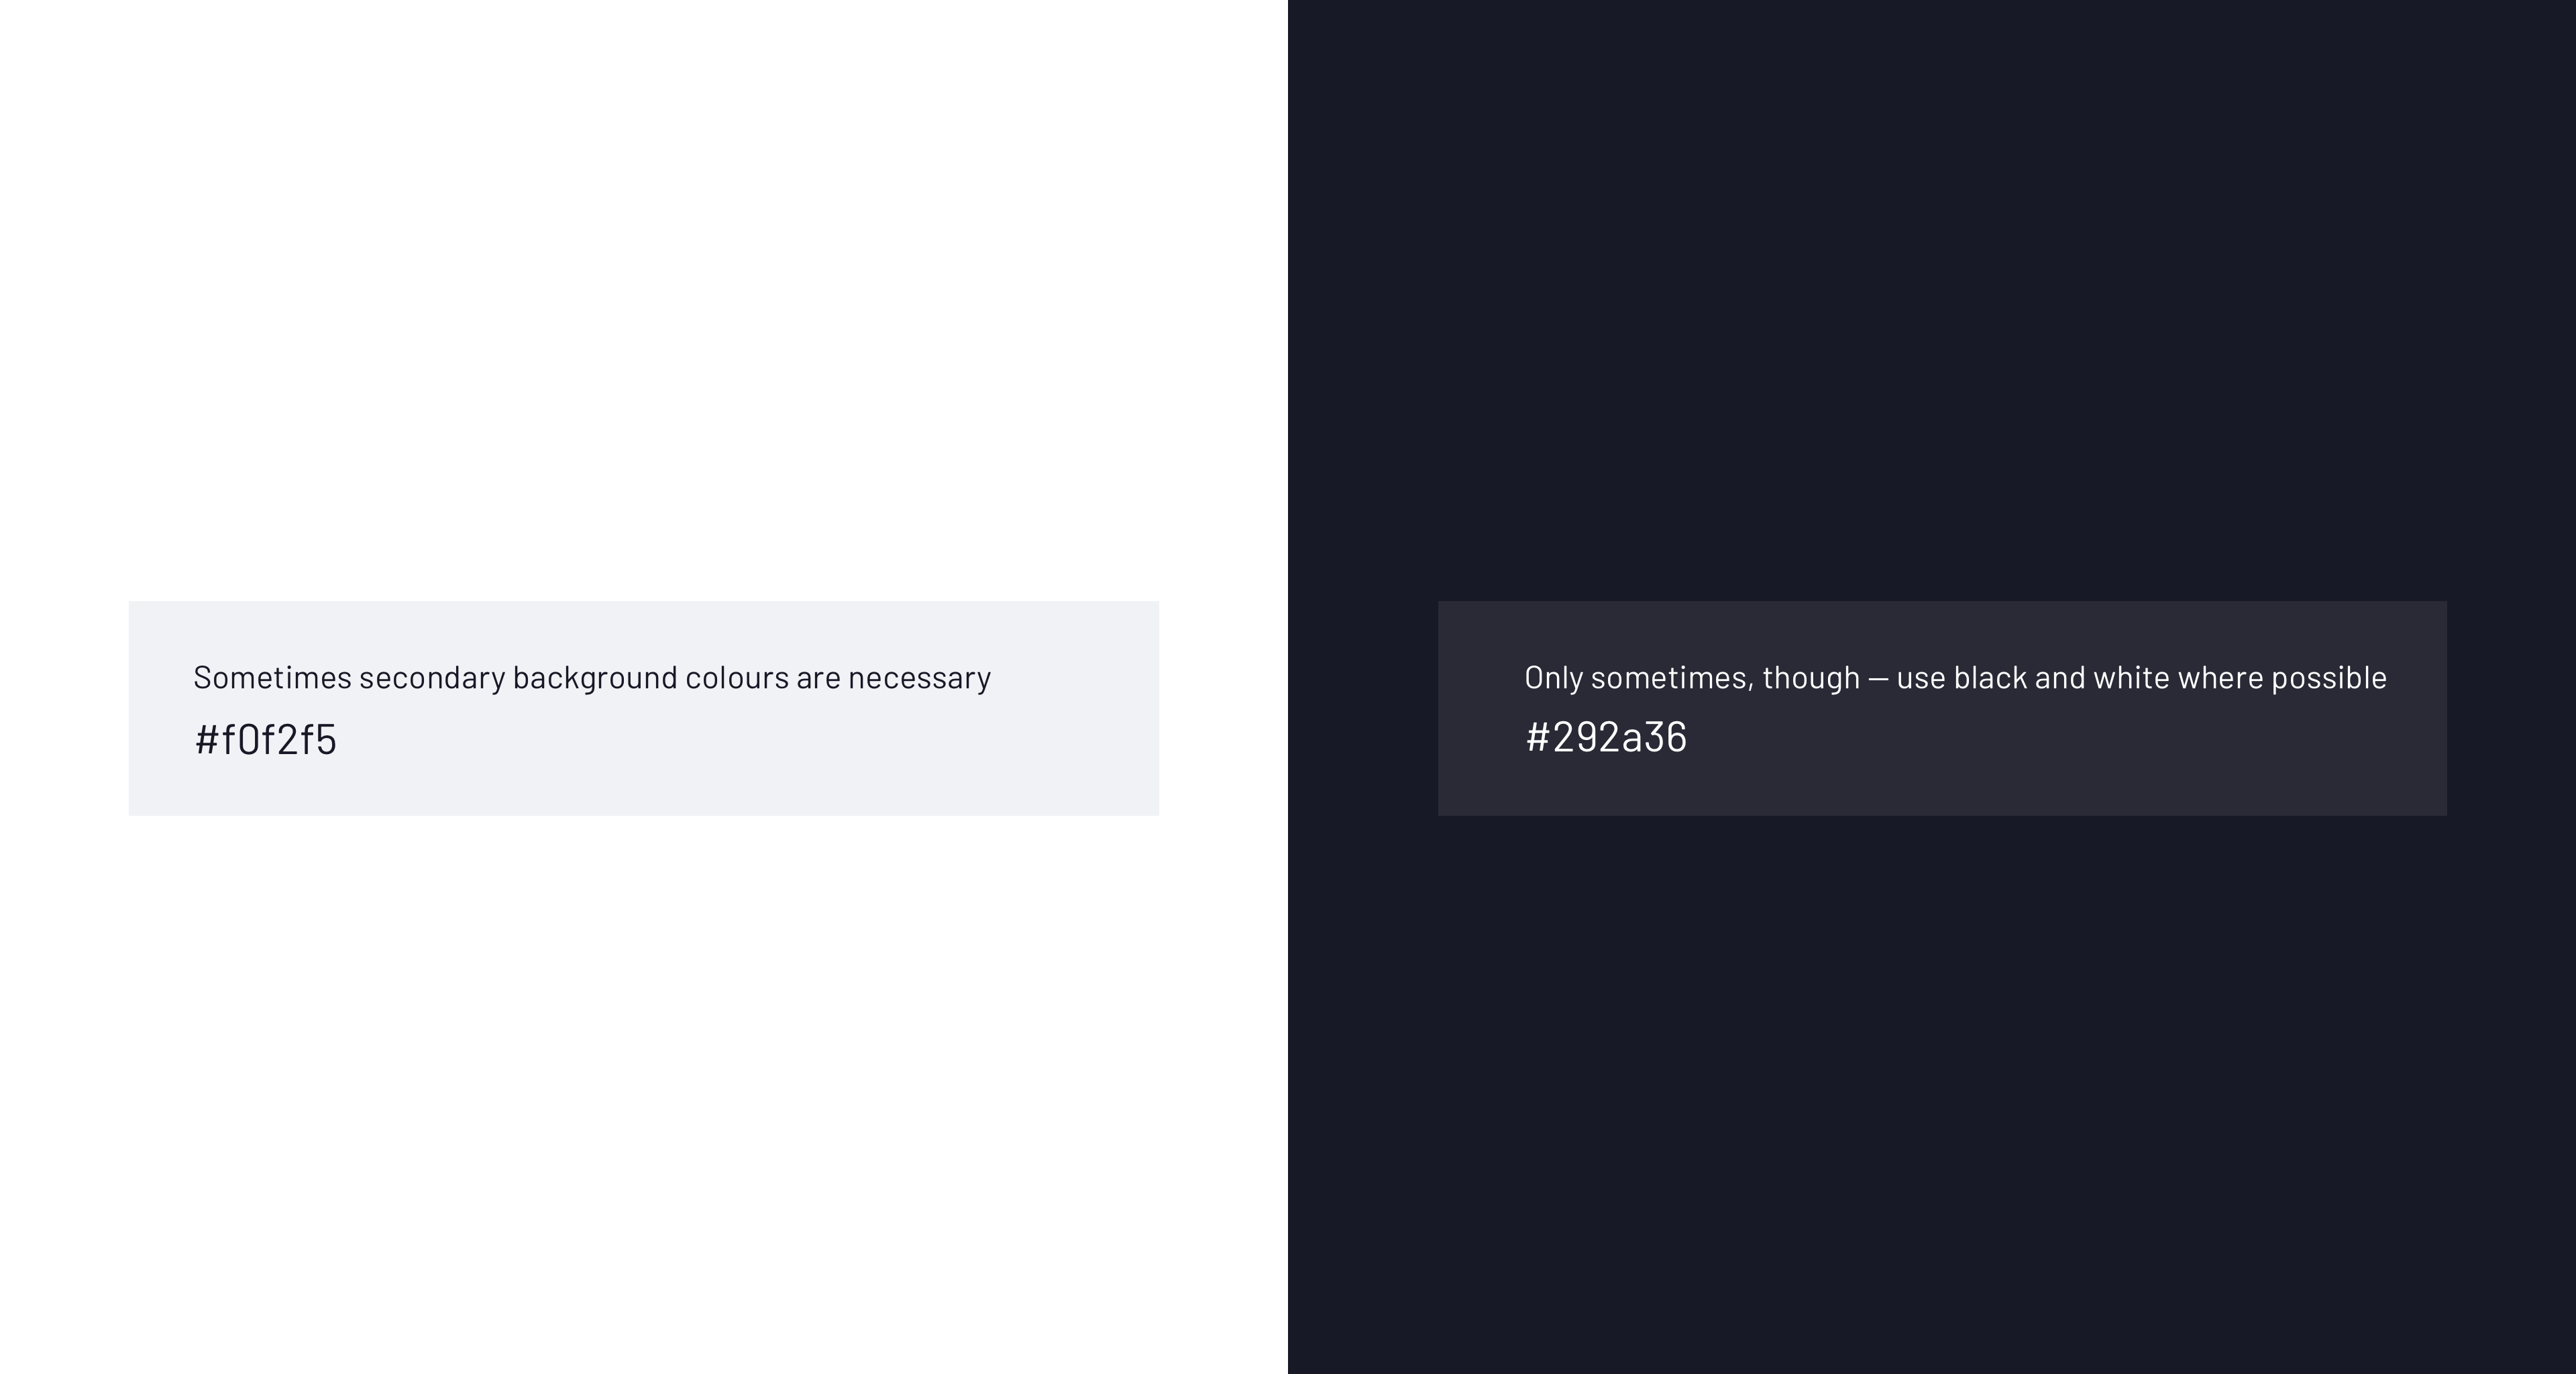 Sometimes secondary background colours are necessary
#f0f2f5
Only sometimes, though — use black and white where possible
#292a36